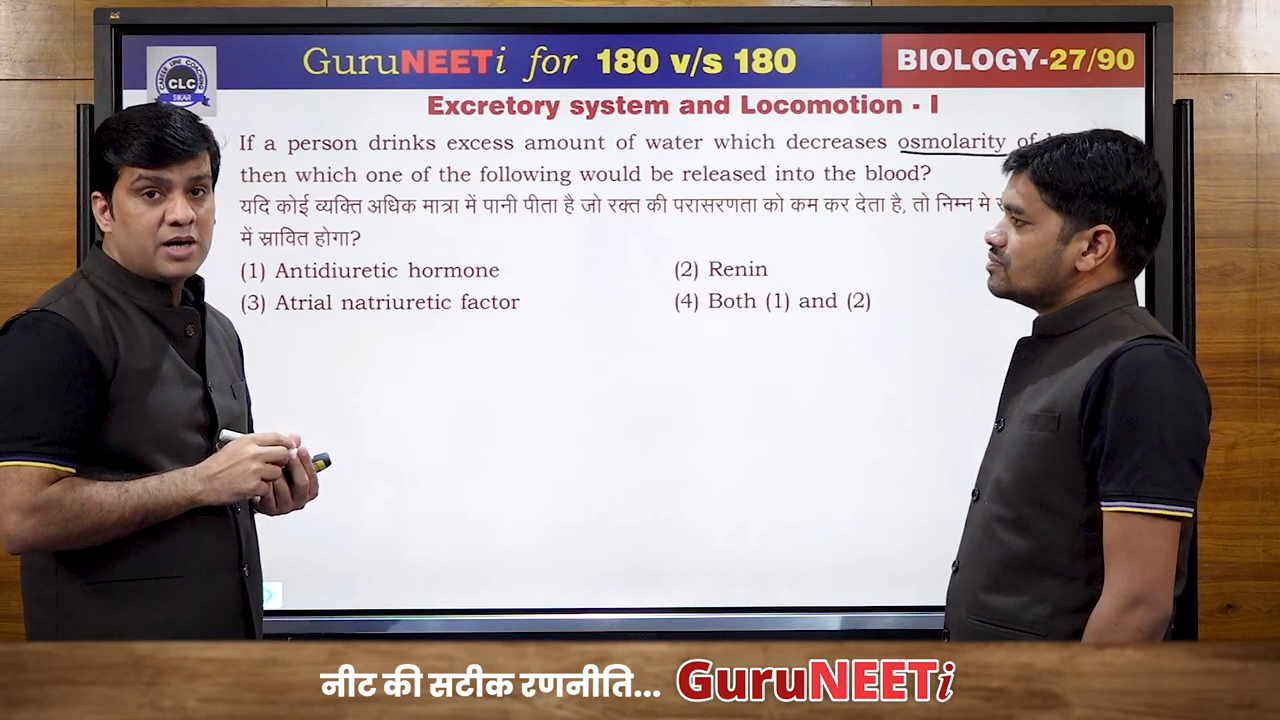 GuruNEETi for 180 v/s 180
BIOLOGY-27/90
CLC
SIKAR
Excretory system and Locomotion - I
If a person drinks excess amount of water which decreases osmolarity of
then which one of the following would be released into the blood?
यदि कोई व्यक्ति अधिक मात्रा में पानी पीता है जो रक्त की परासरणता को कम कर देता है, तो निम्न मे
में स्रावित होगा?
(1) Antidiuretic hormone
(2) Renin
(3) Atrial natriuretic factor
(4) Both (1) and (2)
नीट की सटीक रणनीति... GuruNEETi